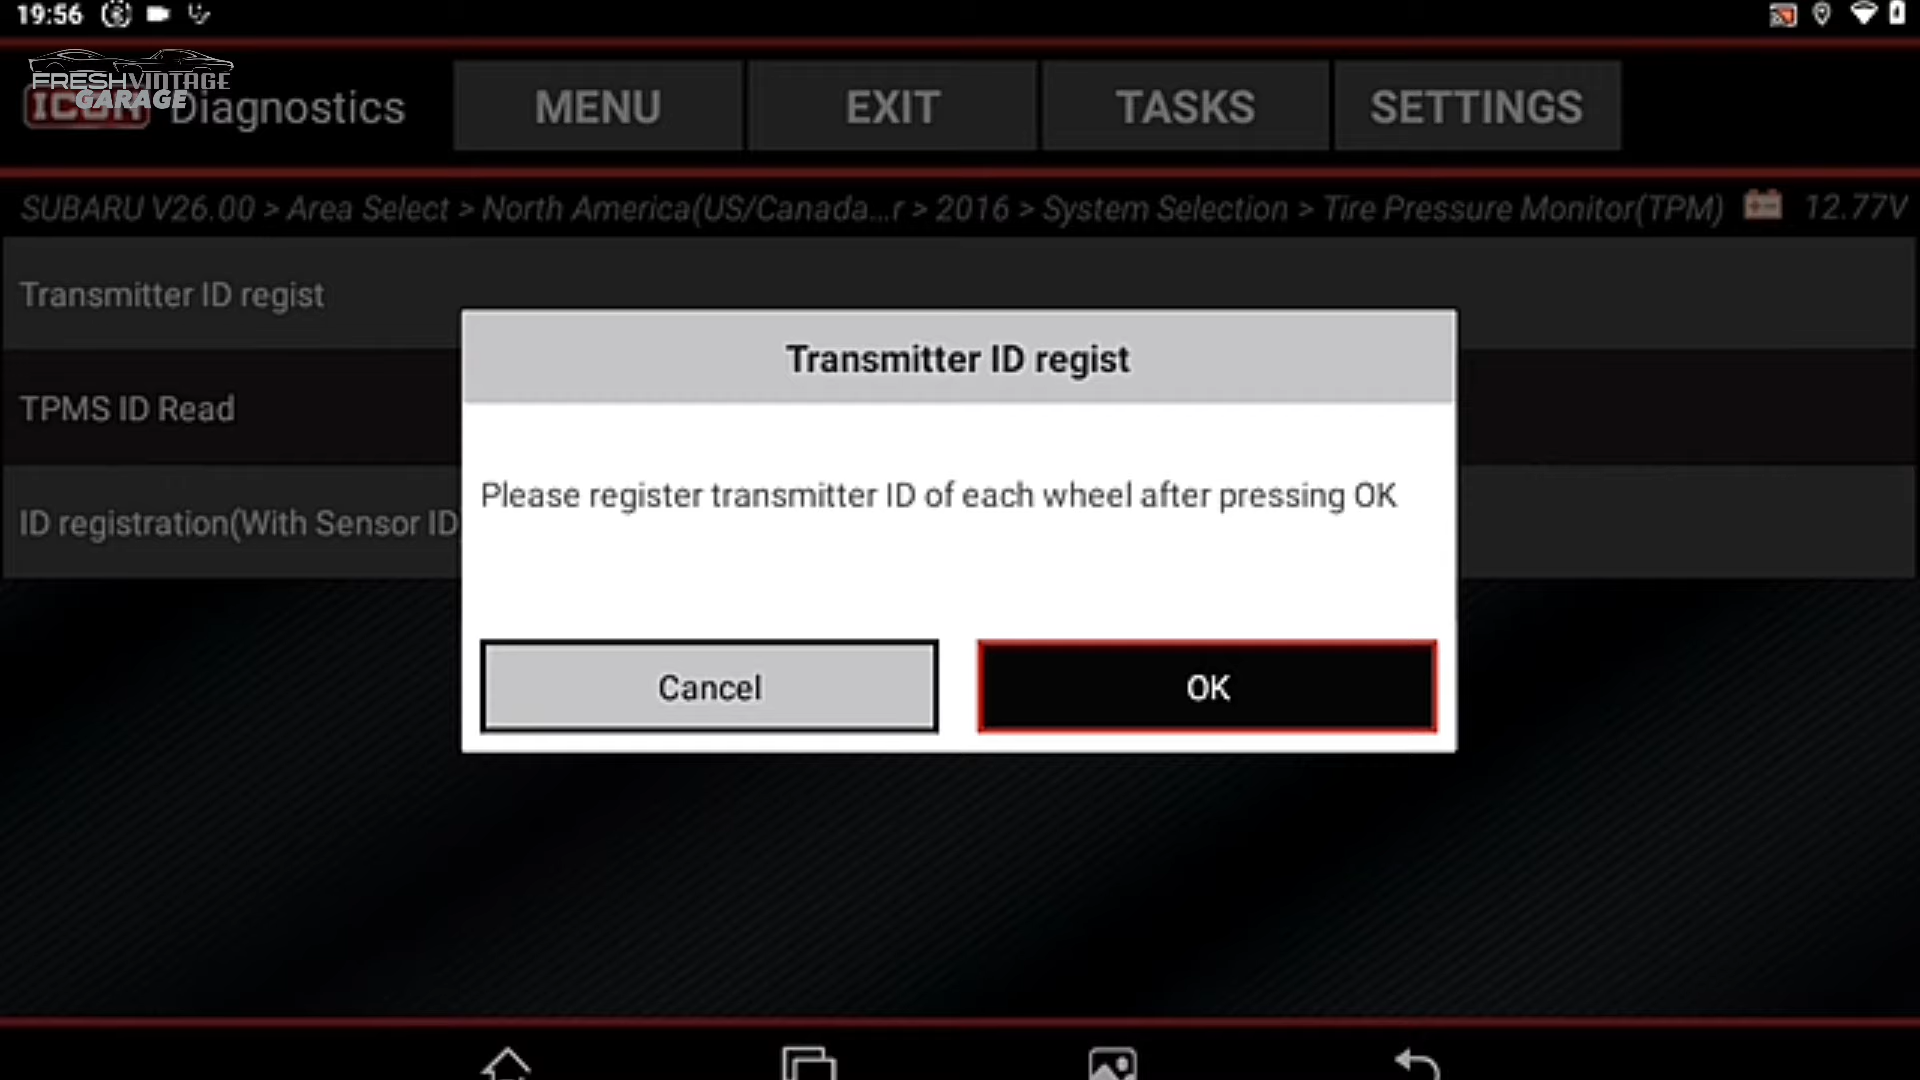 19:56
FRESHVINTAGE
GARAGE
ICON Diagnostics
MENU
EXIT
TASKS
SETTINGS
SUBARU V26.00 > Area Select > North America(US/Canada...r > 2016 > System Selection > Tire Pressure Monitor(TPM)
12.77V
Transmitter ID regist
TPMS ID Read
ID registration(With Sensor ID
Transmitter ID regist
Please register transmitter ID of each wheel after pressing OK
Cancel
OK